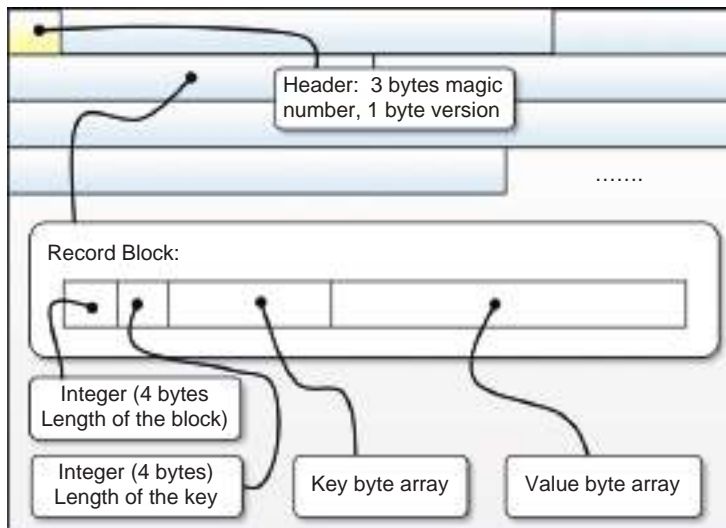 Header: 3 bytes magic
number, 1 byte version
.......
Record Block:
Integer (4 bytes
Length of the block)
Integer (4 bytes)
Length of the key
Key byte array
Value byte array